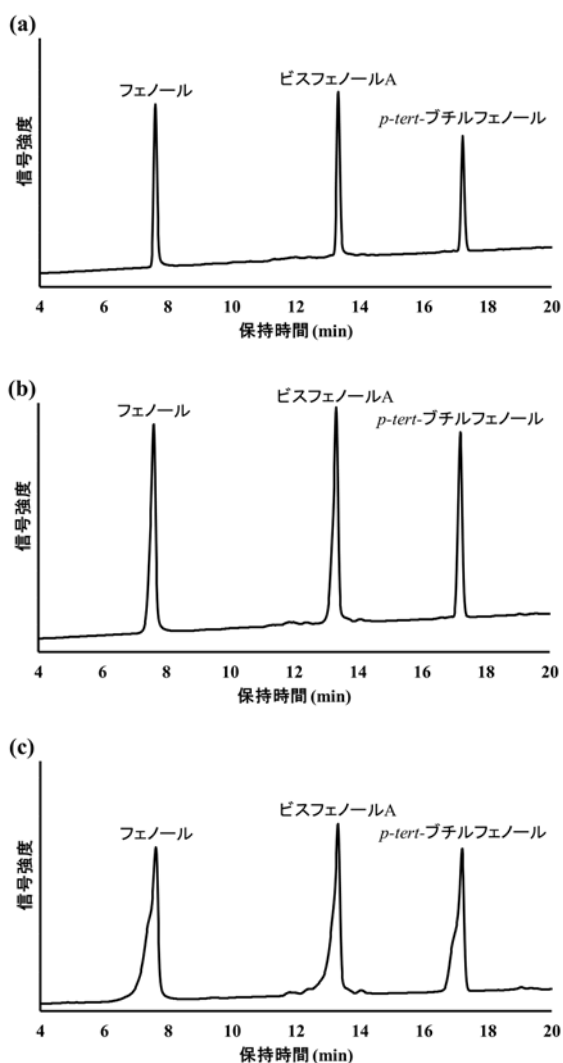 (a)
フェノール
ビスフェノールA
p-tert-ブチルフェノール
信号強度
4 6 8 10 12 14 16 18 20
保持時間 (min)
(b)
フェノール
ビスフェノールA
p-tert-ブチルフェノール
信号強度
4 6 8 10 12 14 16 18 20
保持時間 (min)
(c)
フェノール
ビスフェノールA
p-tert-ブチルフェノール
信号強度
4 6 8 10 12 14 16 18 20
保持時間 (min)